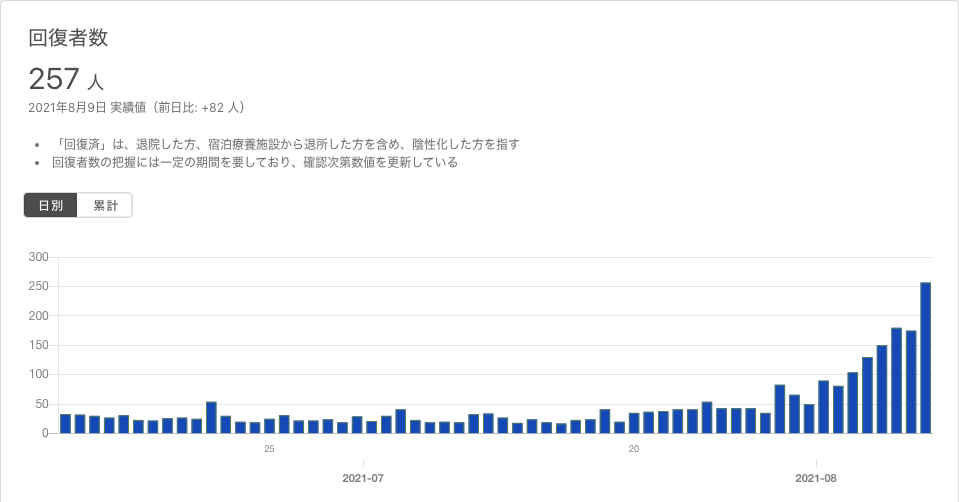 回復者数
257 人
2021年8月9日 実績値（前日比: +82 人）
「回復済」は、退院した方、宿泊療養施設から退所した方を含め、陰性化した方を指す
回復者数の把握には一定の期間を要しており、確認次第数値を更新している
日別 累計
300
250
200
150
100
50
0
25 20
2021-07 2021-08